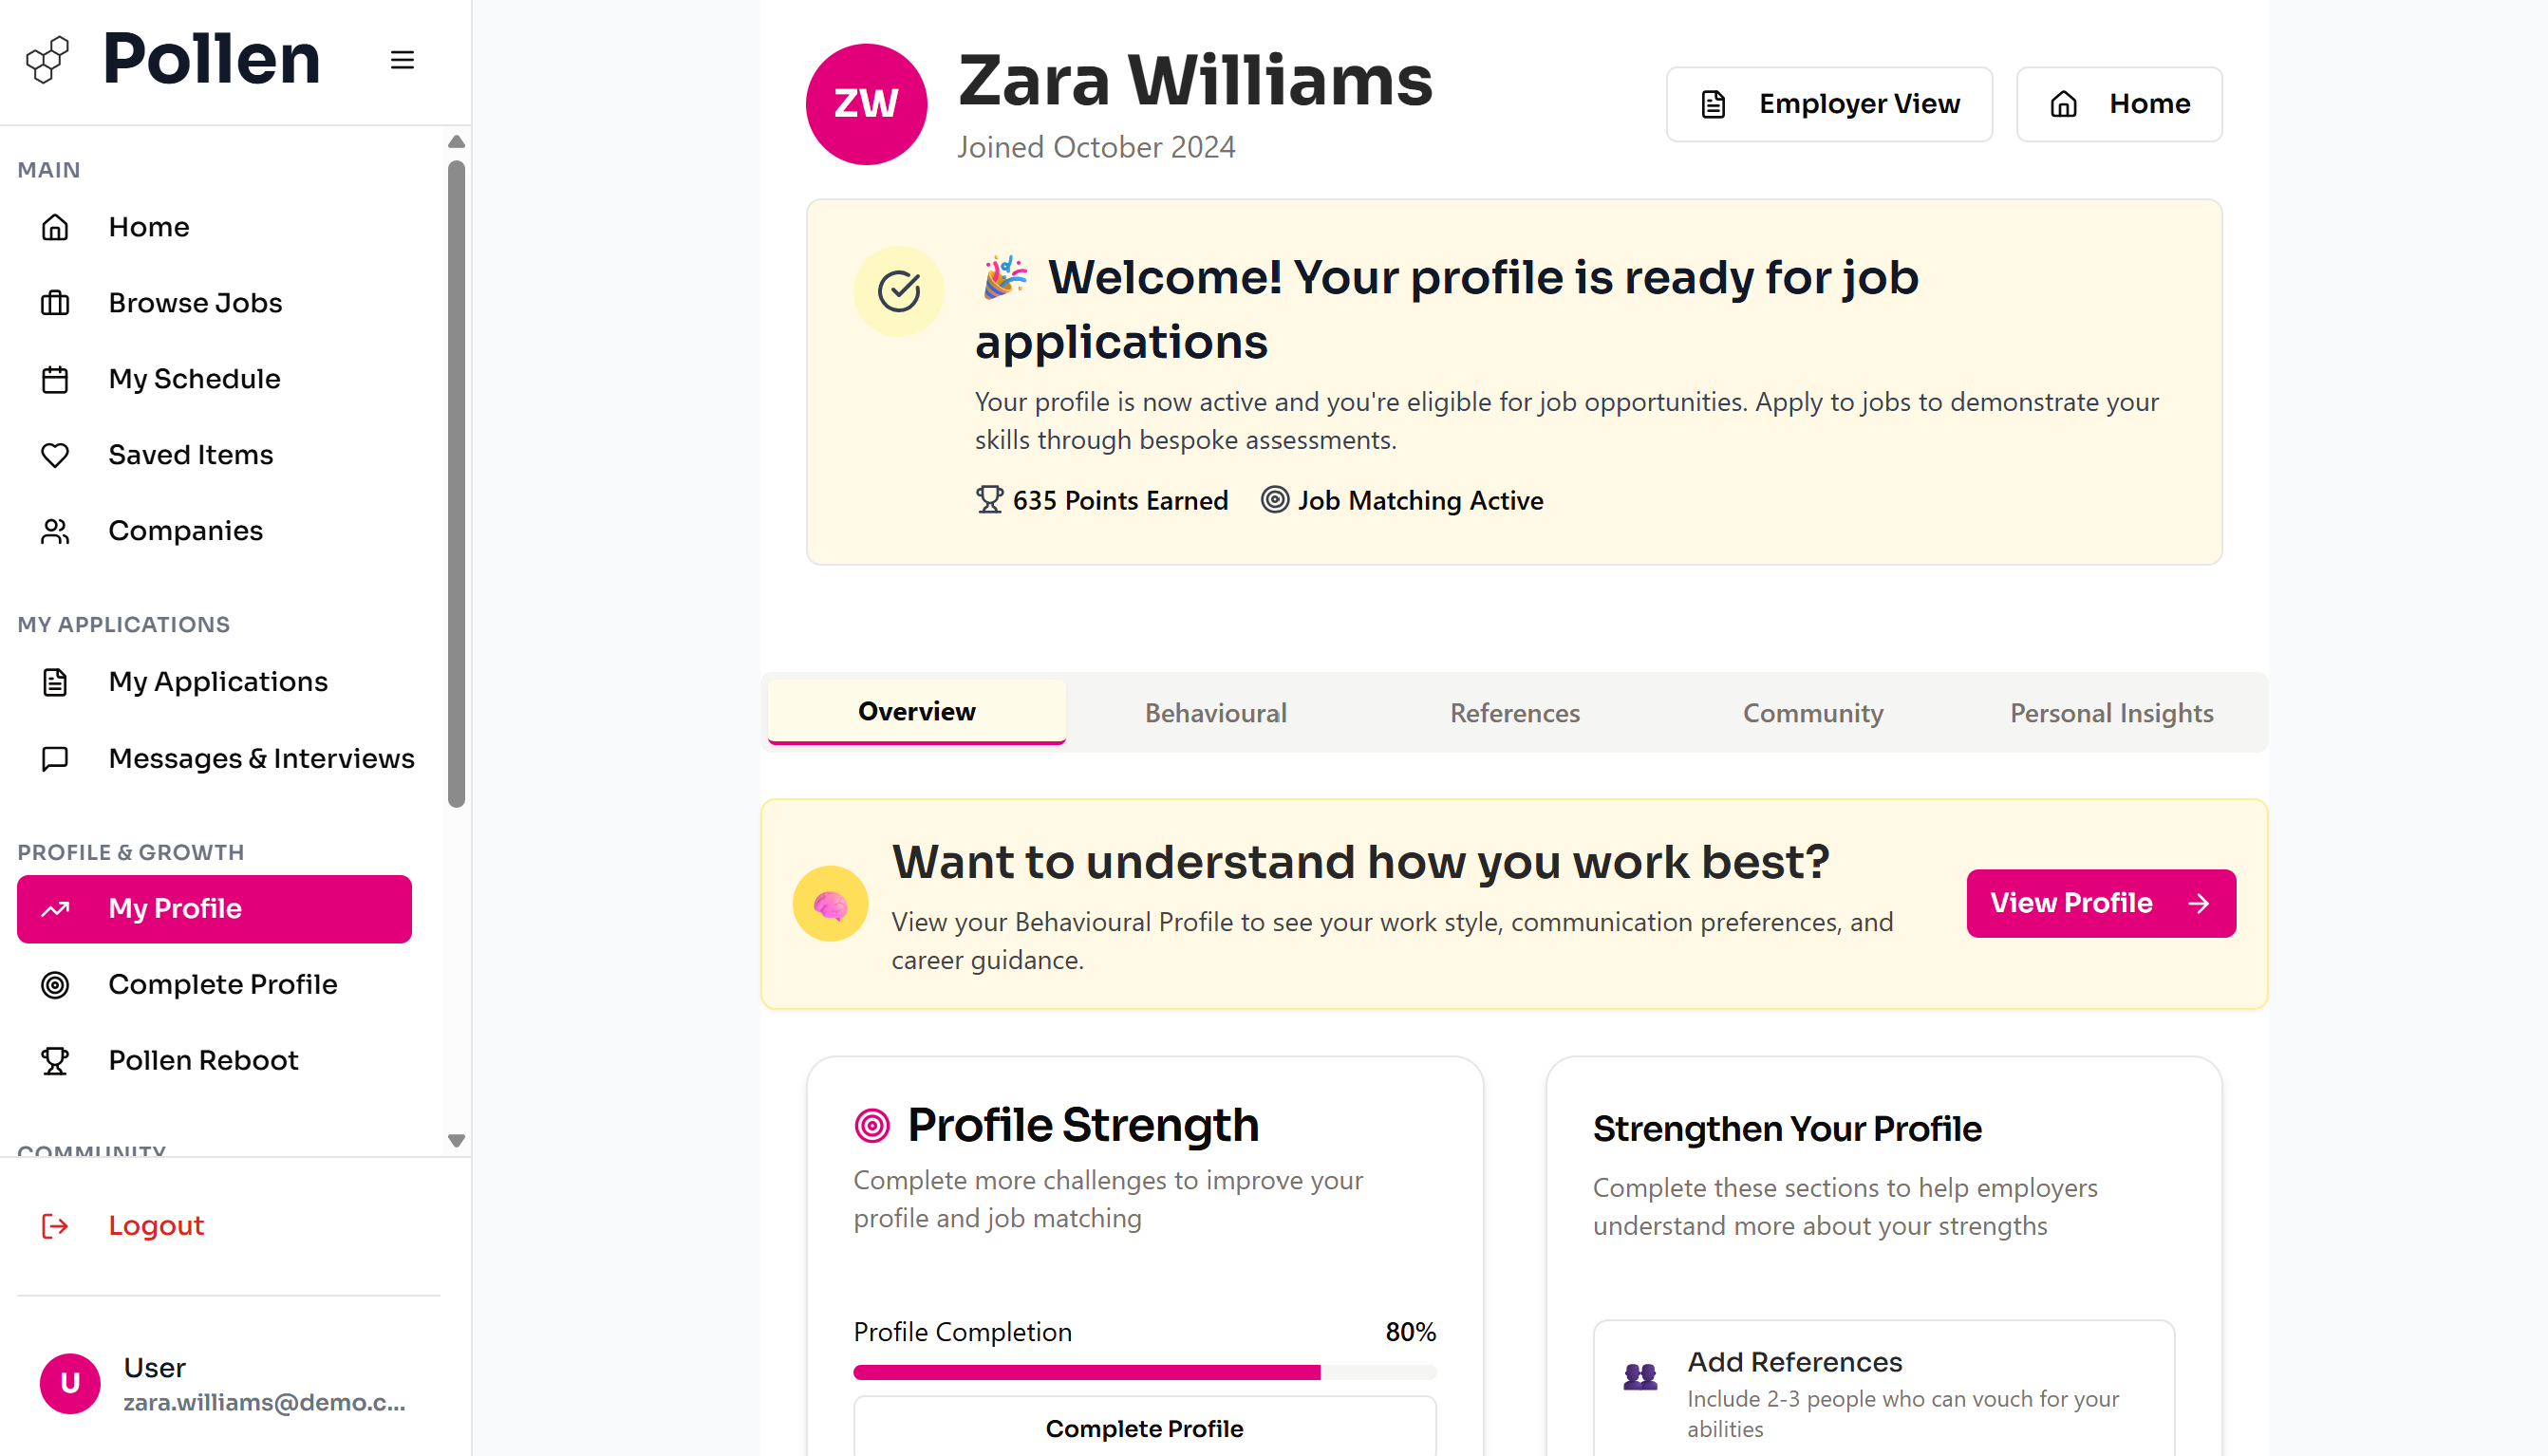 Pollen
MAIN
Home
Browse Jobs
My Schedule
Saved Items
Companies
MY APPLICATIONS
My Applications
Messages & Interviews
PROFILE & GROWTH
My Profile
Complete Profile
Pollen Reboot
COMMUNITY
Logout
U
User
zara.williams@demo.c...
ZW
Zara Williams
Joined October 2024
Employer View
Home
Welcome! Your profile is ready for job
applications
Your profile is now active and you're eligible for job opportunities. Apply to jobs to demonstrate your
skills through bespoke assessments.
635 Points Earned
Job Matching Active
Overview
Behavioural
References
Community
Personal Insights
Want to understand how you work best?
View your Behavioural Profile to see your work style, communication preferences, and
career guidance.
View Profile
Profile Strength
Complete more challenges to improve your
profile and job matching
Profile Completion
80%
Complete Profile
Strengthen Your Profile
Complete these sections to help employers
understand more about your strengths
Add References
Include 2-3 people who can vouch for your
abilities